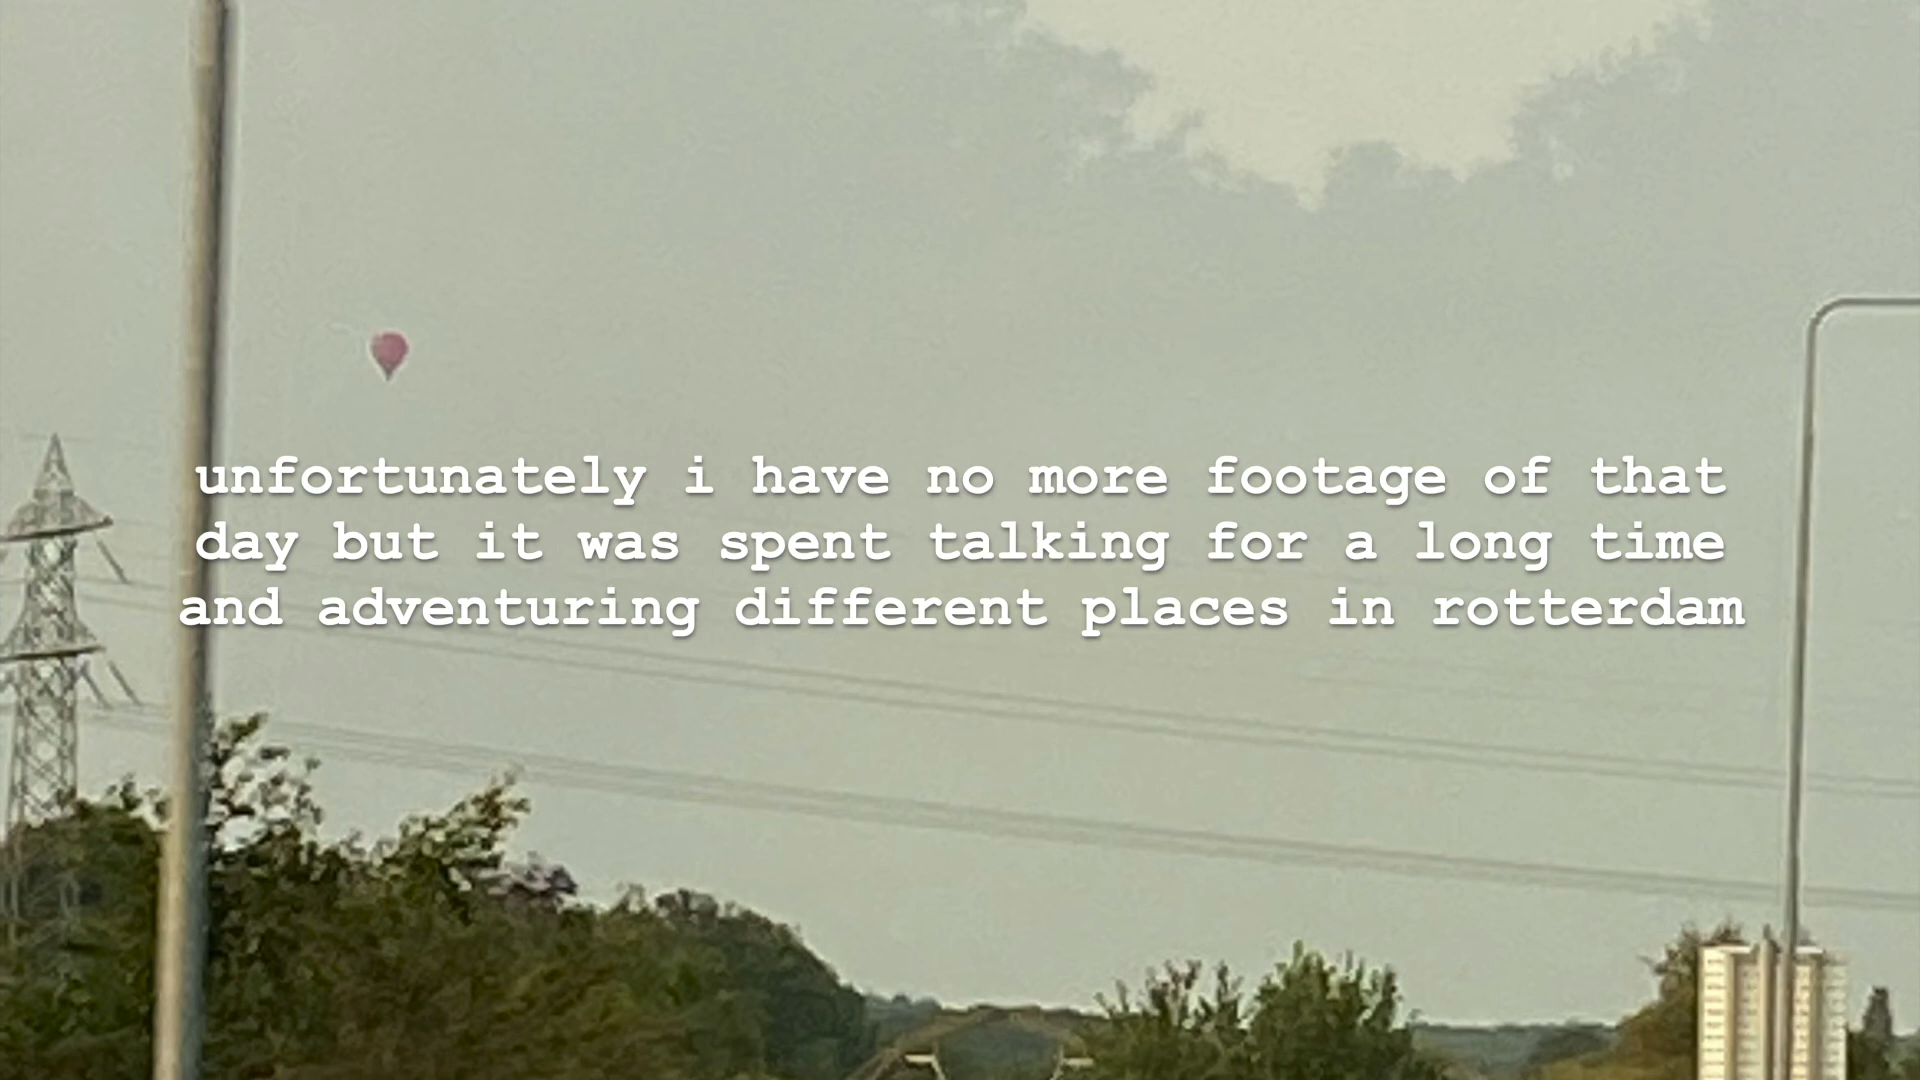 unfortunately i have no more footage of that
day but it was spent talking for a long time
and adventuring different places in rotterdam